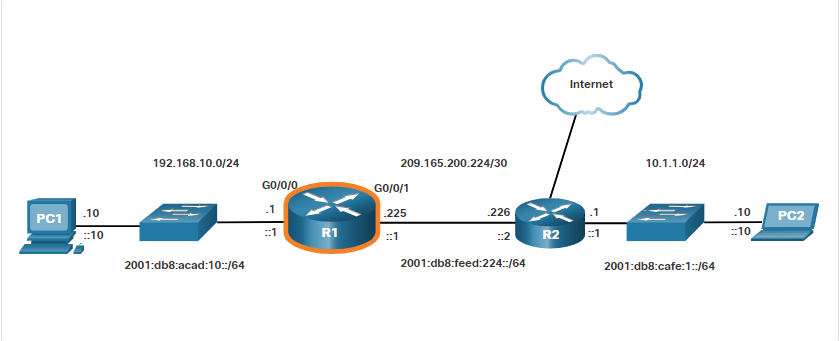 Internet
192.168.10.0/24
209.165.200.224/30
10.1.1.0/24
G0/0/0
G0/0/1
PC1
.10
.1
.225
.226
.1
.10
PC2
::10
::1
R1
::1
::2
R2
::1
::10
2001:db8:acad:10::/64
2001:db8:feed:224::/64
2001:db8:cafe:1::/64